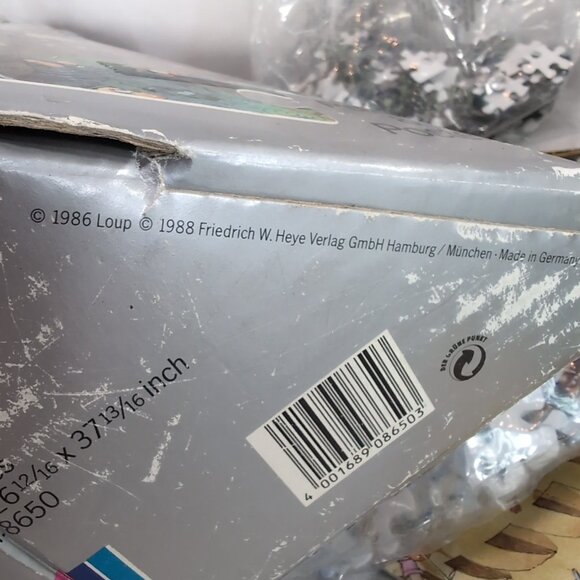 © 1986 Loup © 1988 Friedrich W. Heye Verlag GmbH Hamburg / München · Made in Germany
12/16 x 37 13/16 inch
8650
4 001689 086503
DER GRÜNE PUNKT